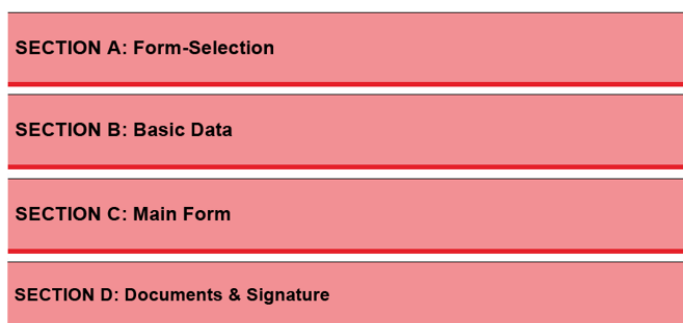 SECTION A: Form-Selection
SECTION B: Basic Data
SECTION C: Main Form
SECTION D: Documents & Signature